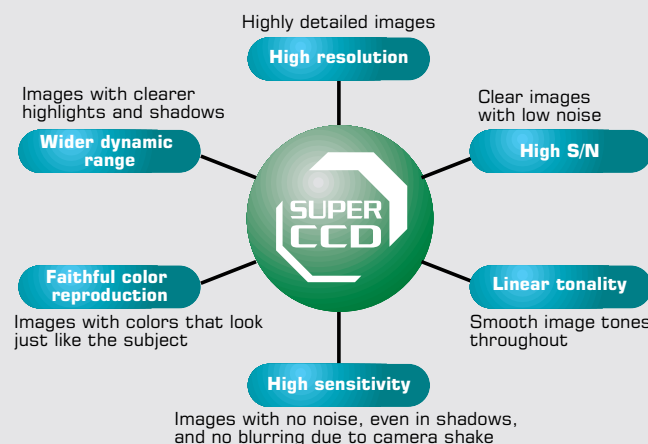 Highly detailed images
High resolution
Images with clearer
highlights and shadows
Wider dynamic
range
Clear images
with low noise
High S/N
SUPER
CCD
Faithful color
reproduction
Images with colors that look
just like the subject
Linear tonality
Smooth image tones
throughout
High sensitivity
Images with no noise, even in shadows,
and no blurring due to camera shake